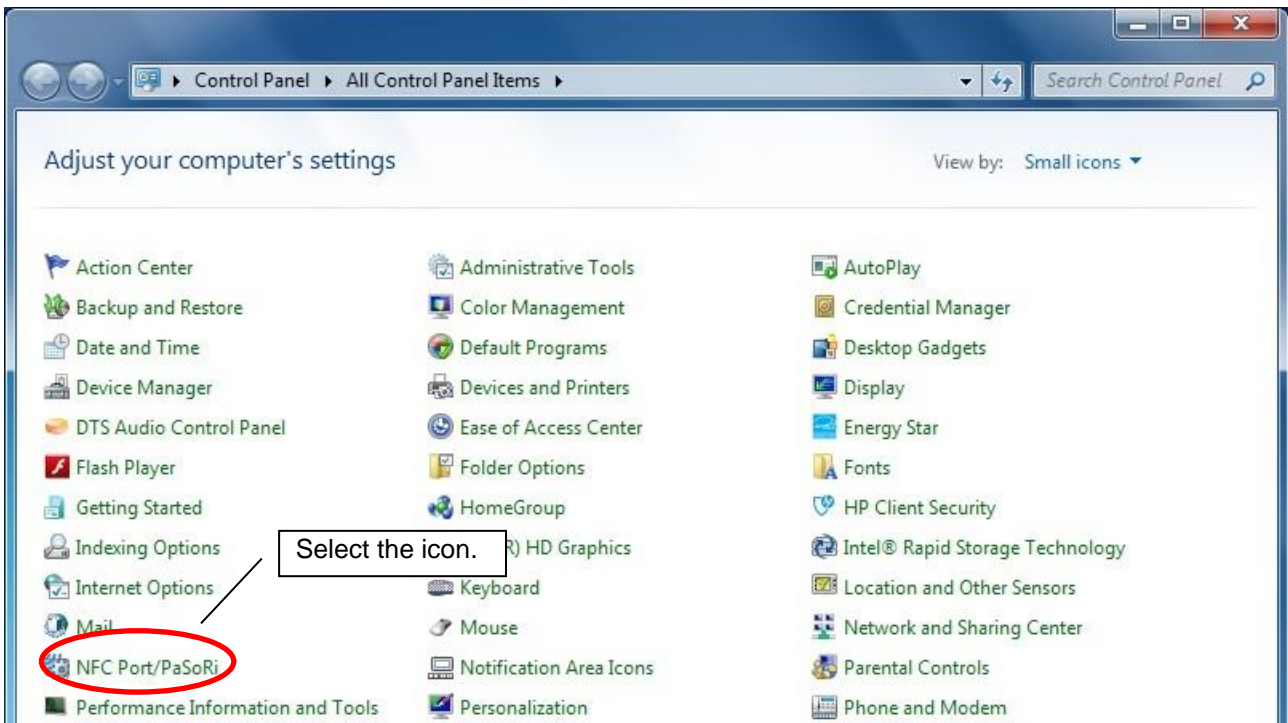 Control Panel All Control Panel Items Search Control Panel
Adjust your computer's settings View by: Small icons
Action Center Administrative Tools AutoPlay
Backup and Restore Color Management Credential Manager
Date and Time Default Programs Desktop Gadgets
Device Manager Devices and Printers Display
DTS Audio Control Panel Ease of Access Center Energy Star
Flash Player Folder Options Fonts
Getting Started HomeGroup HP Client Security
Indexing Options Select the icon. R) HD Graphics Intel® Rapid Storage Technology
Internet Options Keyboard Location and Other Sensors
Mail Mouse Network and Sharing Center
NFC Port/PaSoRi Notification Area Icons Parental Controls
Performance Information and Tools Personalization Phone and Modem